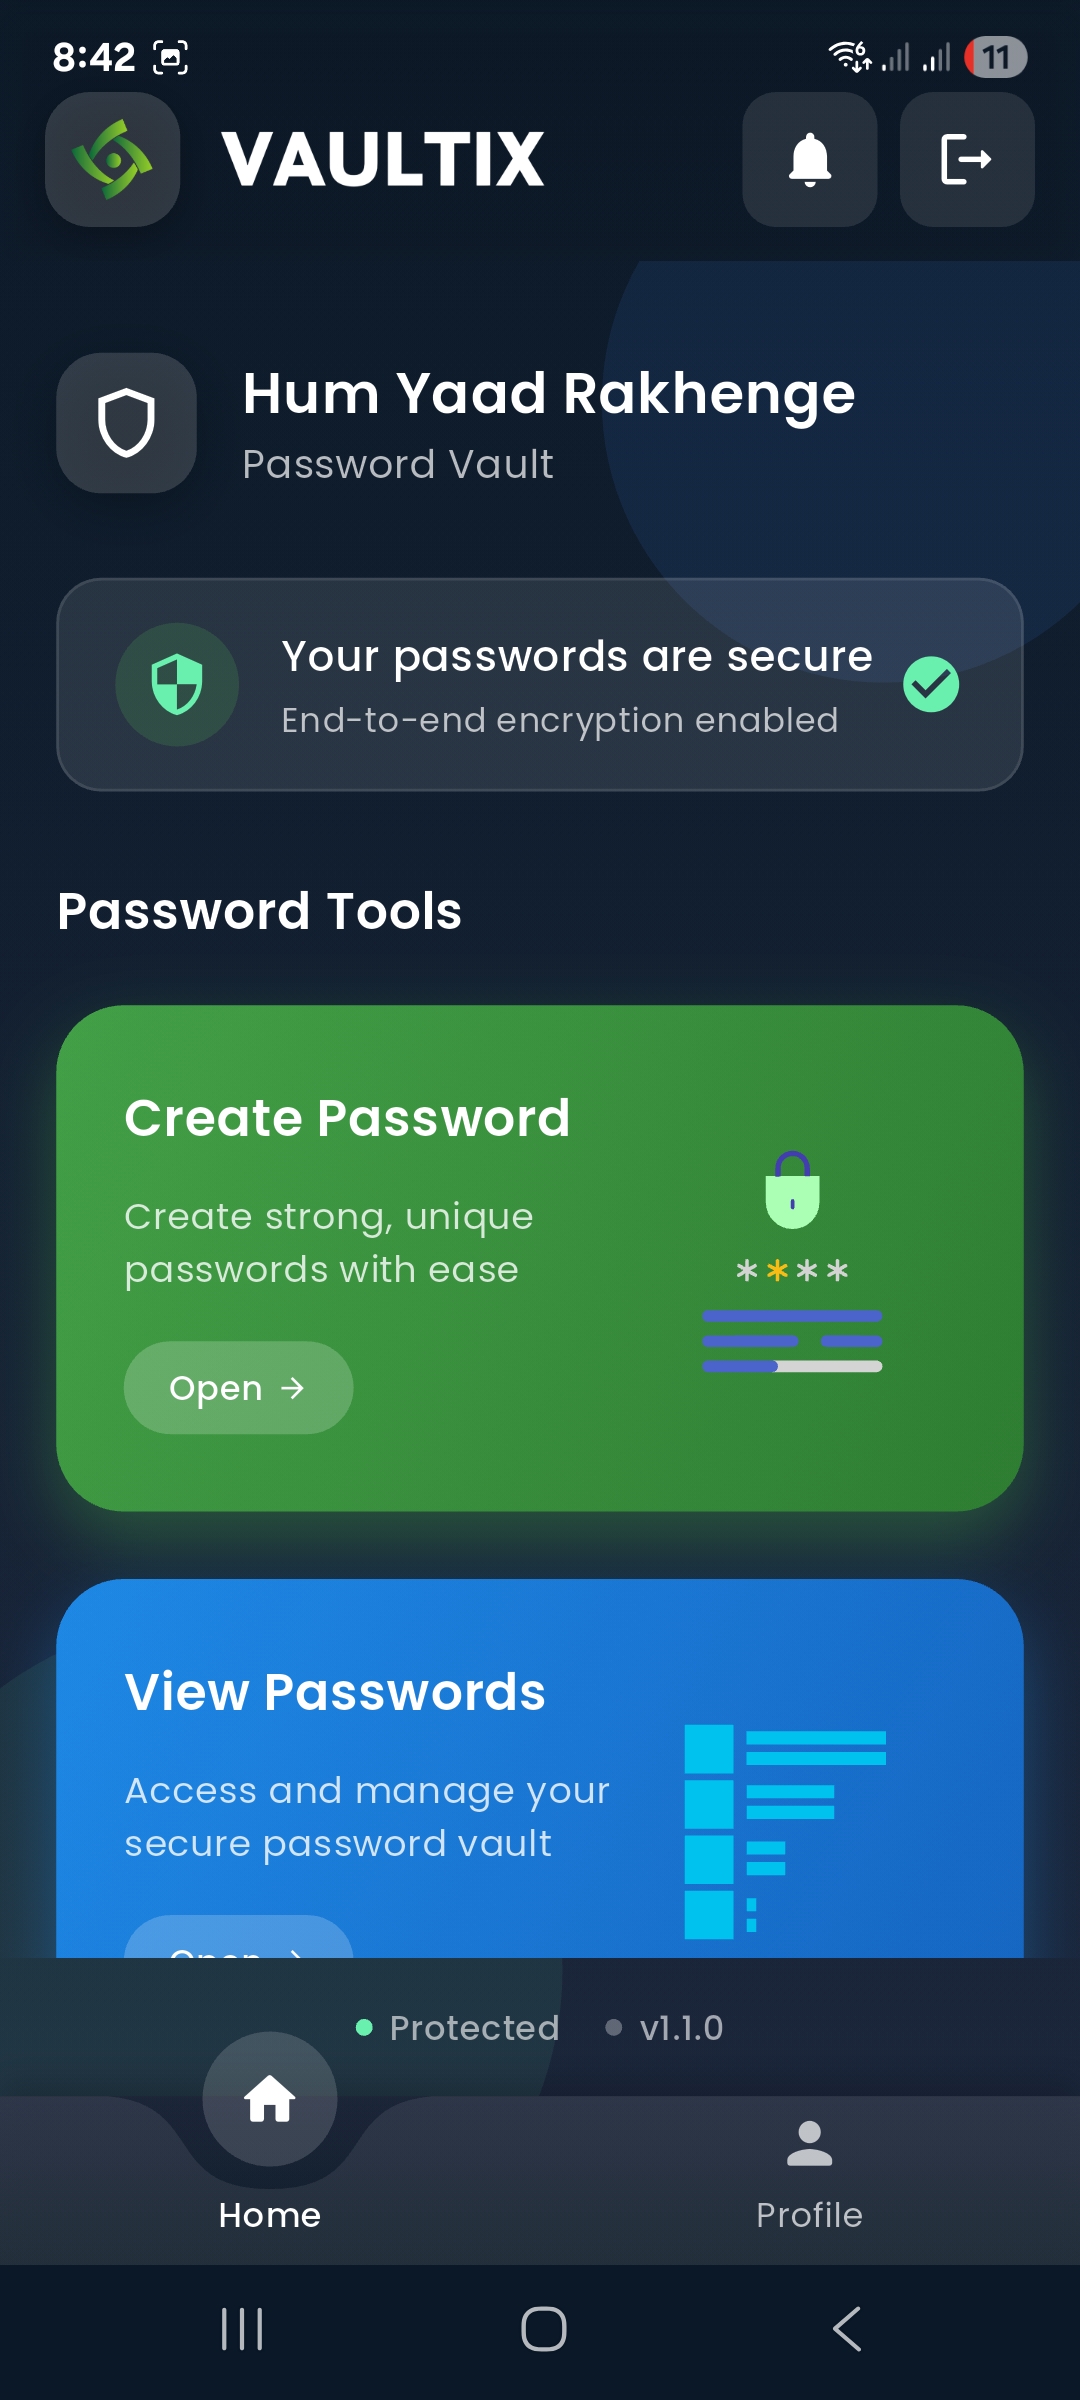 8:42
11
VAULTIX
Hum Yaad Rakhenge
Password Vault
Your passwords are secure
End-to-end encryption enabled
Password Tools
Create Password
Create strong, unique
passwords with ease
****
Open
View Passwords
Access and manage your
secure password vault
Open
Protected
v1.1.0
Home
Profile